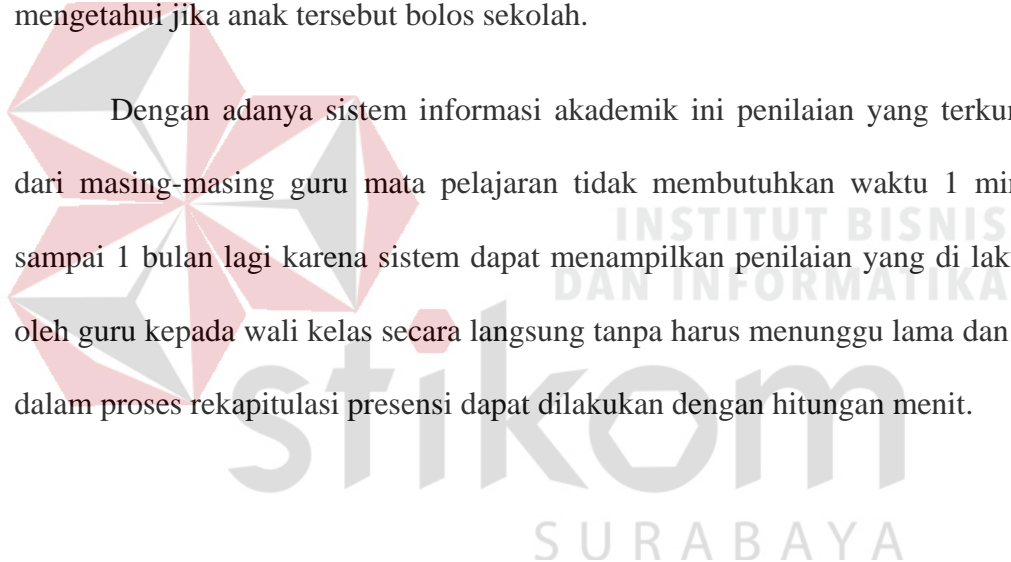 mengetahui jika anak tersebut bolos sekolah.
Dengan adanya sistem informasi akademik ini penilaian yang
dari masing-masing guru mata pelajaran tidak membutuhkan waktu 1
sampai 1 bulan lagi karena sistem dapat menampilkan penilaian yang di
oleh guru kepada wali kelas secara langsung tanpa harus menunggu lama dan
dalam proses rekapitulasi presensi dapat dilakukan dengan hitungan menit.
INSTITUT BISNIS
DAN INFORMATIKA
stikom
SURABAYA